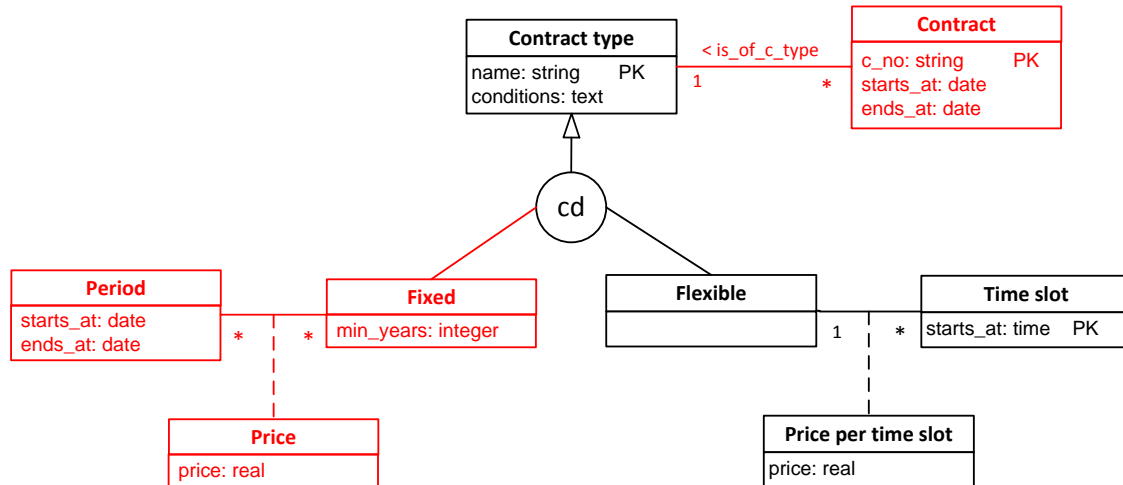 Contract type
name: string PK
conditions: text
< is_of_c_type
1
*
Contract
c_no: string PK
starts_at: date
ends_at: date
cd
Period
starts_at: date
ends_at: date
*
*
Fixed
min_years: integer
Flexible
1
*
Time slot
starts_at: time PK
Price
price: real
Price per time slot
price: real